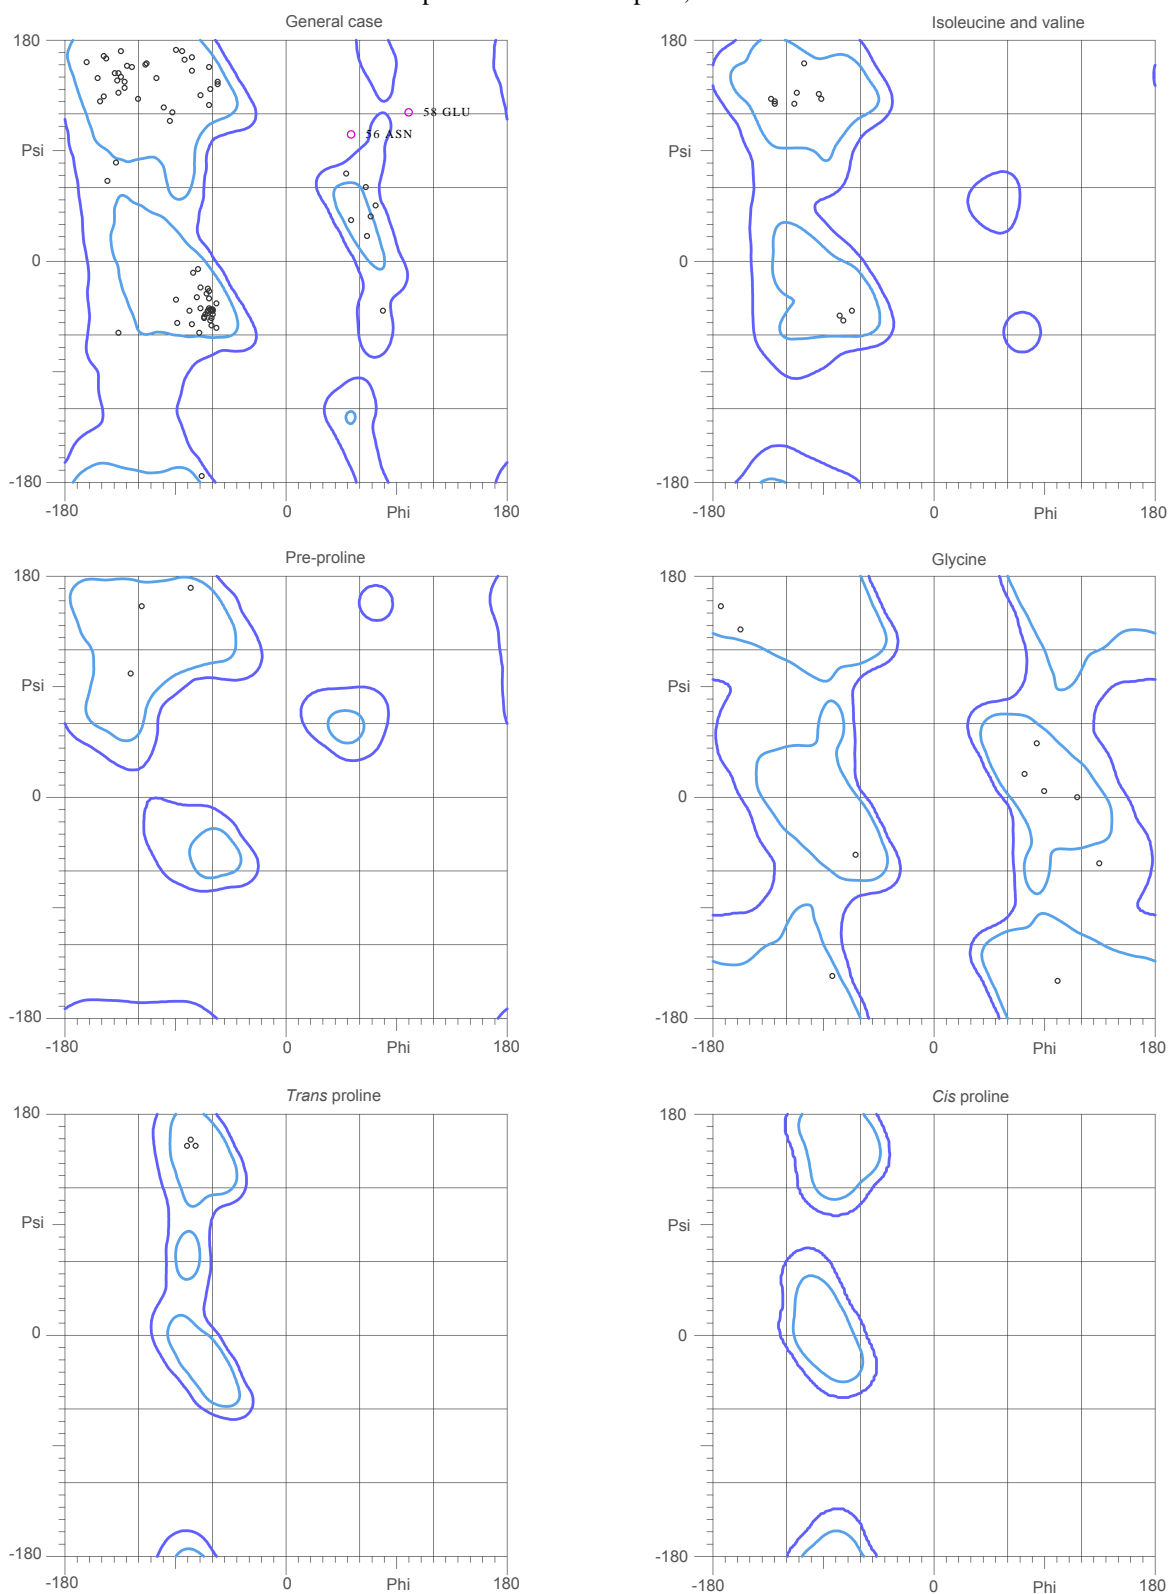 General case
Isoleucine and valine
180
58 GLU
56 ASN
Psi
0
-180
-180
0
Phi
180
180
Psi
0
-180
-180
0
Phi
180
Pre-proline
Glycine
180
Psi
0
-180
-180
0
Phi
180
180
Psi
0
-180
-180
0
Phi
180
Trans proline
Cis proline
180
Psi
0
-180
-180
0
Phi
180
180
Psi
0
-180
-180
0
Phi
180